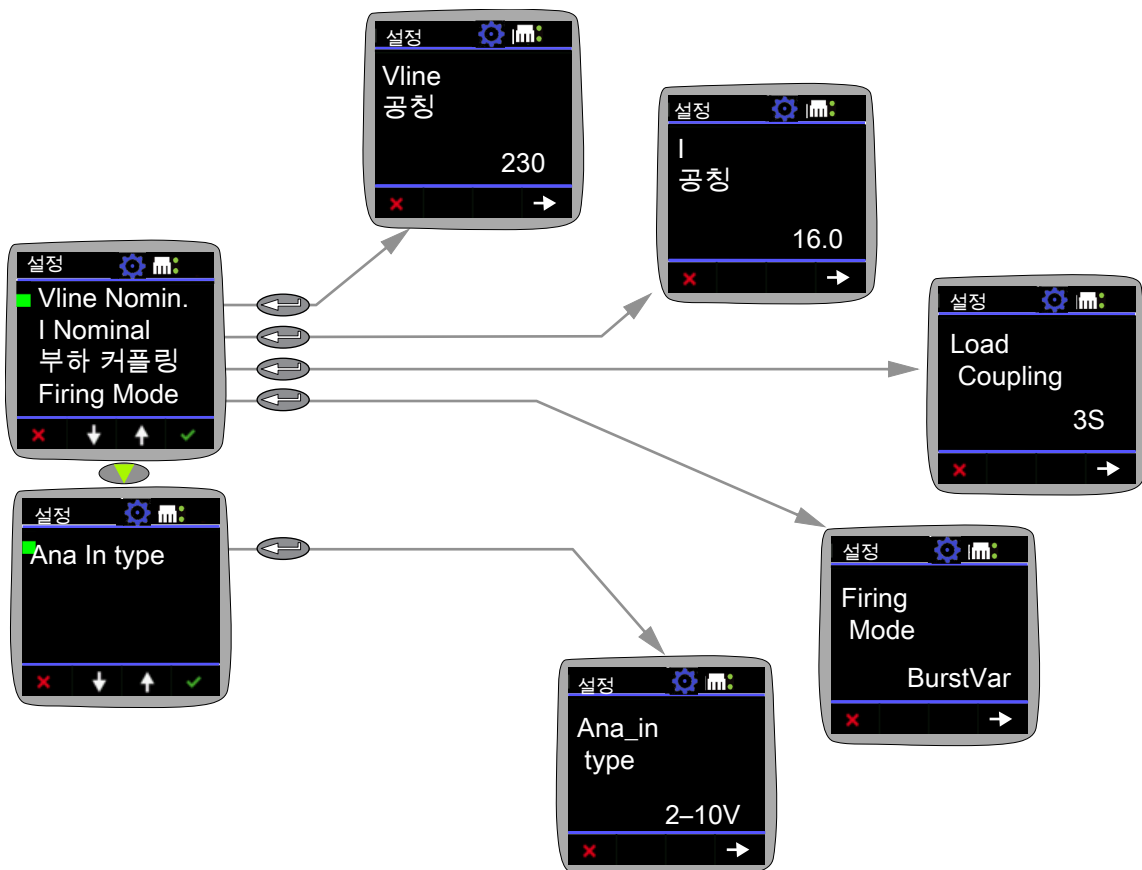 설정
Vline
공칭
230
설정
I
공칭
16.0
설정
Vline Nomin.
I Nominal
부하 커플링
Firing Mode
설정
Load
Coupling
3S
설정
Ana In type
설정
Firing
Mode
BurstVar
설정
Ana_in
type
2–10V